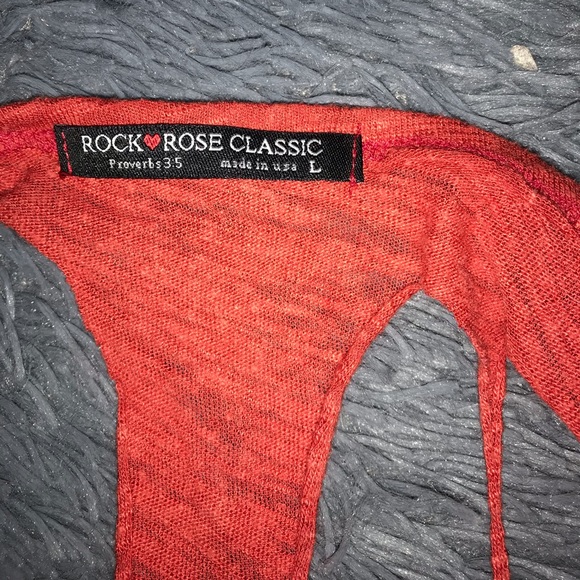 ROCK❤ROSE CLASSIC
Proverbs 3:5 made in usa L